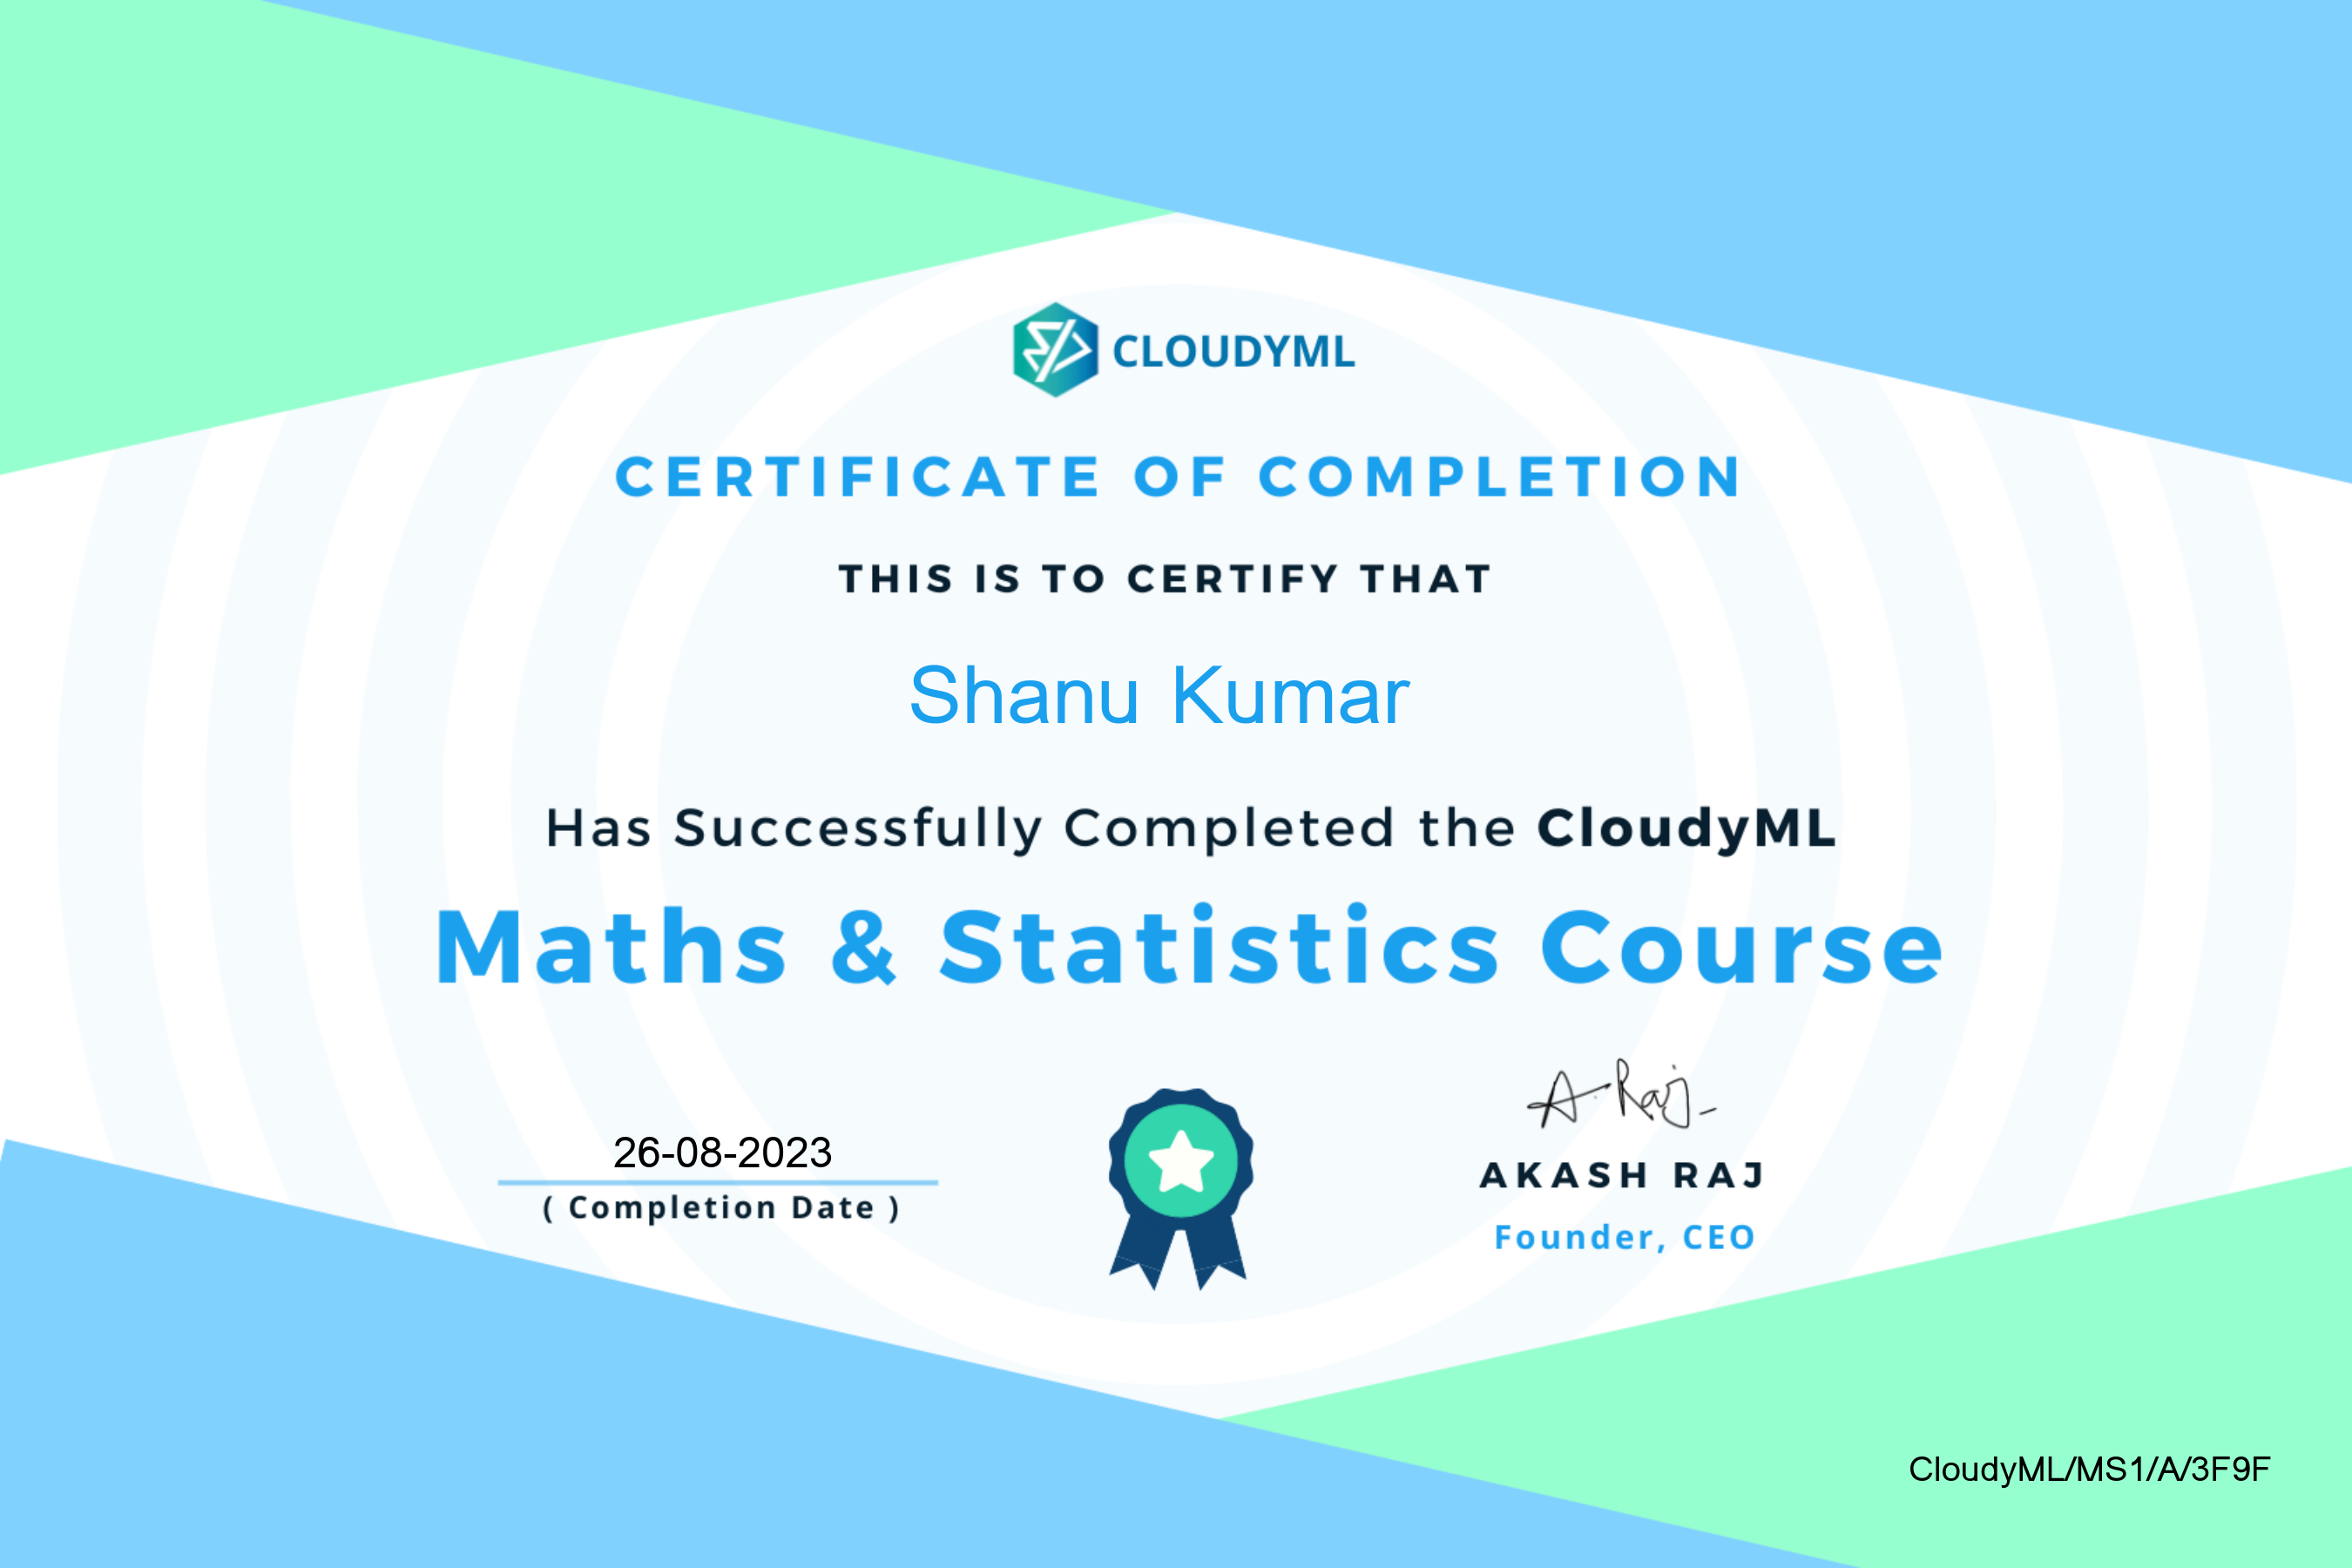 CLOUDYML
CERTIFICATE OF COMPLETION
THIS IS TO CERTIFY THAT
Shanu Kumar
Has Successfully Completed the CloudyML
Maths & Statistics Course
A. Raj
26-08-2023
( Completion Date )
AKASH RAJ
Founder, CEO
CloudyML/MS1/A/3F9F